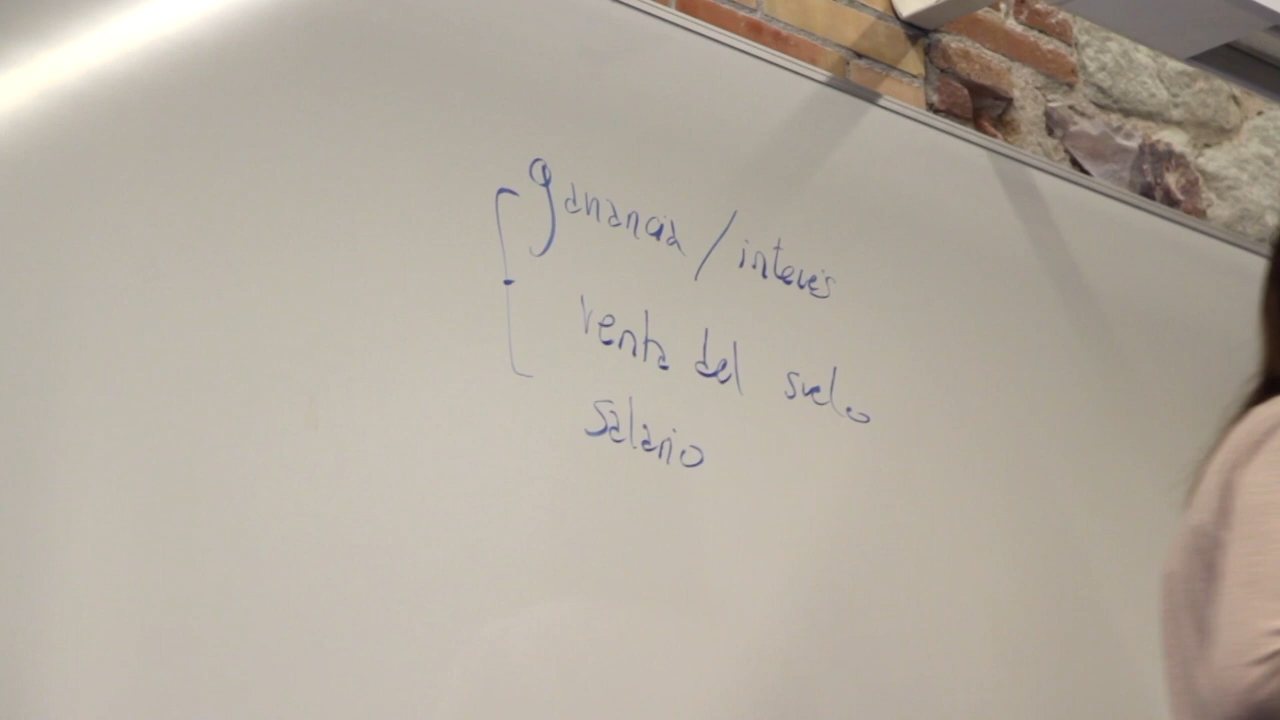 ganancia / interés
renta del suelo
salario